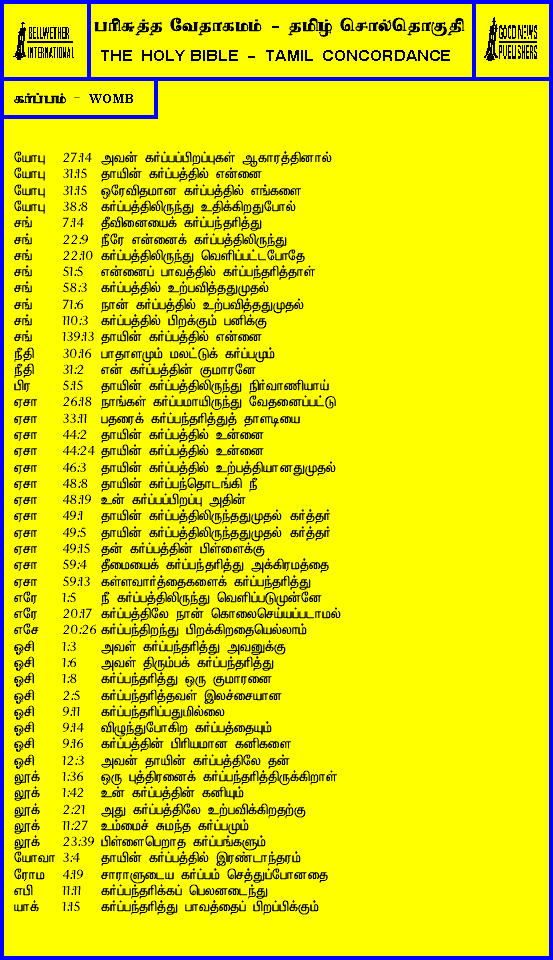 BELLWETHER
INTERNATIONAL
பரிசுத்த வேதாகமம் - தமிழ் சொல்தொகுதி
THE HOLY BIBLE - TAMIL CONCORDANCE
GOOD NEWS
PUBLISHERS
கர்ப்பம் - WOMB
யோபு 27:14 அவன் கர்ப்பப்பிறப்புகள் ஆகாரத்தினால்
யோபு 31:15 தாயின் கர்ப்பத்தில் என்னை
யோபு 31:15 ஒரேவிதமான கர்ப்பத்தில் எங்களை
யோபு 38:8 கர்ப்பத்திலிருந்து உதிக்கிறதுபோல்
சங் 7:14 தீவினையைக் கர்ப்பந்தரித்து
சங் 22:9 நீரே என்னைக் கர்ப்பத்திலிருந்து
சங் 22:10 கர்ப்பத்திலிருந்து வெளிப்பட்டபோதே
சங் 51:5 என்னைப் பாவத்தில் கர்ப்பந்தரித்தாள்
சங் 58:3 கர்ப்பத்தில் உற்பவித்ததுமுதல்
சங் 71:6 நான் கர்ப்பத்தில் உற்பவித்ததுமுதல்
சங் 110:3 கர்ப்பத்தில் பிறக்கும் பனிக்கு
சங் 139:13 தாயின் கர்ப்பத்தில் என்னை
நீதி 30:16 பாதாளமும் மலட்டுக் கர்ப்பமும்
நீதி 31:2 என் கர்ப்பத்தின் குமாரனே
பிர 5:15 தாயின் கர்ப்பத்திலிருந்து நிர்வாணியாய்
ஏசா 26:18 நாங்கள் கர்ப்பமாயிருந்து வேதனைப்பட்டு
ஏசா 33:11 பதரைக் கர்ப்பந்தரித்துத் தாளடியை
ஏசா 44:2 தாயின் கர்ப்பத்தில் உன்னை
ஏசா 44:24 தாயின் கர்ப்பத்தில் உன்னை
ஏசா 46:3 தாயின் கர்ப்பத்தில் உற்பத்தியானதுமுதல்
ஏசா 48:8 தாயின் கர்ப்பந்தொடங்கி நீ
ஏசா 48:19 உன் கர்ப்பப்பிறப்பு அதின்
ஏசா 49:1 தாயின் கர்ப்பத்திலிருந்ததுமுதல் கர்த்தர்
ஏசா 49:5 தாயின் கர்ப்பத்திலிருந்ததுமுதல் கர்த்தர்
ஏசா 49:15 தன் கர்ப்பத்தின் பிள்ளைக்கு
ஏசா 59:4 தீமையைக் கர்ப்பந்தரித்து அக்கிரமத்தை
ஏசா 59:13 கள்ளவார்த்தைகளைக் கர்ப்பந்தரித்து
எரே 1:5 நீ கர்ப்பத்திலிருந்து வெளிப்படுமுன்னே
எரே 20:17 கர்ப்பத்திலே நான் கொலைசெய்யப்படாமல்
எசே 20:26 கர்ப்பந்திறந்து பிறக்கிறதையெல்லாம்
ஓசி 1:3 அவள் கர்ப்பந்தரித்து அவனுக்கு
ஓசி 1:6 அவள் திரும்பக் கர்ப்பந்தரித்து
ஓசி 1:8 கர்ப்பந்தரித்து ஒரு குமாரனை
ஓசி 2:5 கர்ப்பந்தரித்தவள் இலச்சையான
ஓசி 9:11 கர்ப்பந்தரிப்பதுமில்லை
ஓசி 9:14 விழுந்துபோகிற கர்ப்பத்தையும்
ஓசி 9:16 கர்ப்பத்தின் பிரியமான கனிகளை
ஓசி 12:3 அவன் தாயின் கர்ப்பத்திலே தன்
லூக் 1:36 ஒரு புத்திரனைக் கர்ப்பந்தரித்திருக்கிறாள்
லூக் 1:42 உன் கர்ப்பத்தின் கனியும்
லூக் 2:21 அது கர்ப்பத்திலே உற்பவிக்கிறதற்கு
லூக் 11:27 உம்மைச் சுமந்த கர்ப்பமும்
லூக் 23:39 பிள்ளைபெறாத கர்ப்பங்களும்
யோவா 3:4 தாயின் கர்ப்பத்தில் இரண்டாந்தரம்
ரோம 4:19 சாராளுடைய கர்ப்பம் செத்துப்போனதை
எபி 11:11 கர்ப்பந்தரிக்கப் பெலனடைந்து
யாக் 1:15 கர்ப்பந்தரித்து பாவத்தைப் பிறப்பிக்கும்